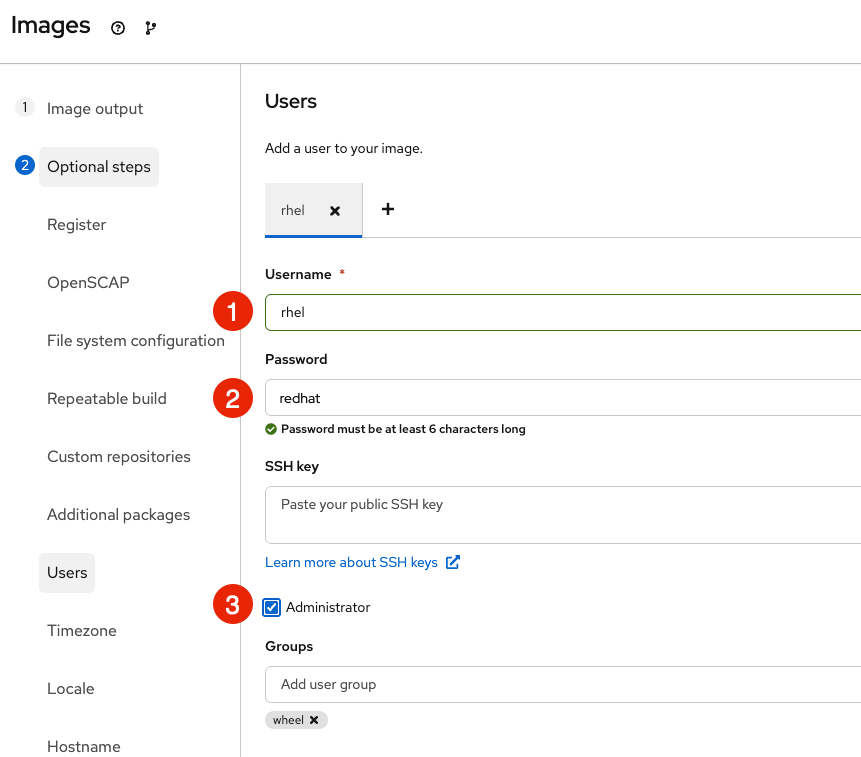 Images
1 Image output
2 Optional steps
Register
OpenSCAP
File system configuration
Repeatable build
Custom repositories
Additional packages
Users
Timezone
Locale
Hostname
Users
Add a user to your image.
rhel
Username *
1 rhel
Password
2 redhat
Password must be at least 6 characters long
SSH key
Paste your public SSH key
Learn more about SSH keys
3 Administrator
Groups
Add user group
wheel